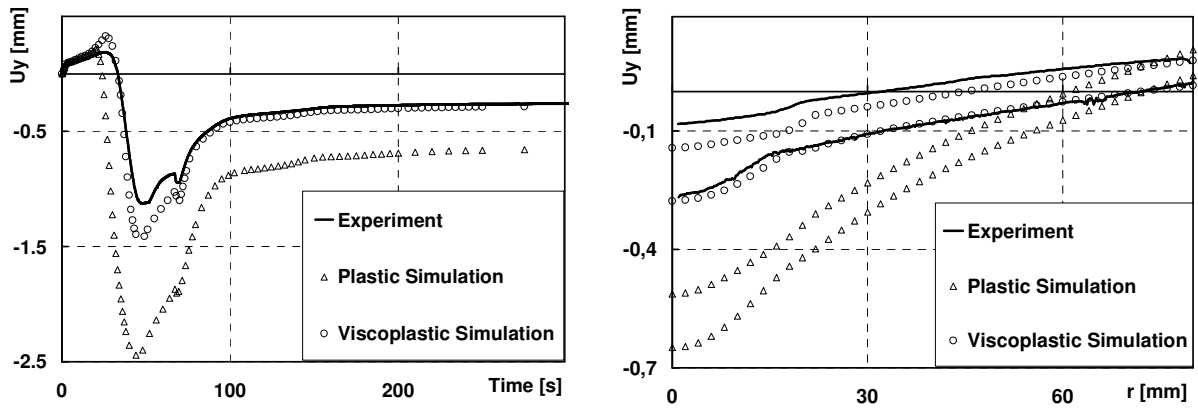 Uy [mm]
-0.5
-1.5
-2.5
0
100
200
Time [s]
Experiment
Plastic Simulation
Viscoplastic Simulation
Uy [mm]
-0,1
-0,4
-0,7
0
30
60
r [mm]
Experiment
Plastic Simulation
Viscoplastic Simulation